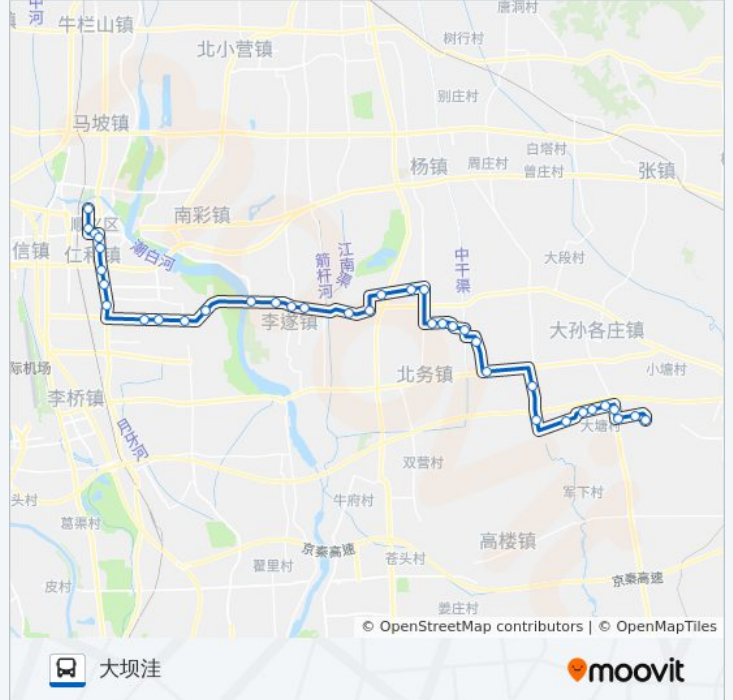 中河
唐洞村
牛栏山镇
树行村
北小营镇
别庄村
马坡镇
白塔村
杨镇
周庄村
曾庄村
张镇
南彩镇
顺义区
信镇
仁和镇
潮白河
江南渠
箭杆河
中干渠
大段村
李遂镇
大孙各庄镇
际机场
北务镇
小塘村
李桥镇
大塘村
双营村
头村
牛府村
军下村
葛渠村
高楼镇
京秦高速
翟里村
苍头村
京秦高速
皮村
姜庄村
© OpenStreetMap contributors | © OpenMapTiles
大坝洼
moovit